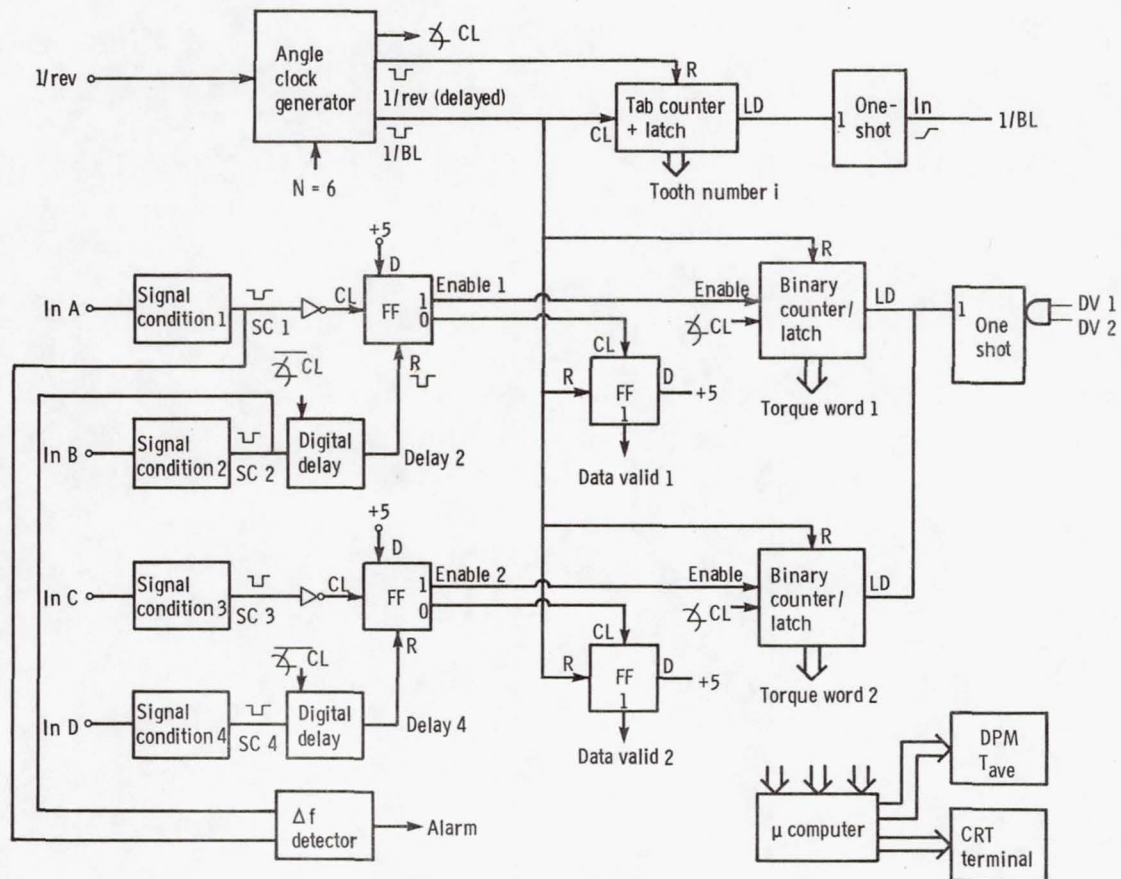 1/rev
Angle
clock
generator
∡ CL
1/rev (delayed)
1/BL
N = 6
R
CL
Tab counter
+ latch
LD
Tooth number i
1
One-
shot
In
1/BL
In A
Signal
condition 1
SC 1
CL
+5
D
FF
1
0
Enable 1
R
∡CL
In B
Signal
condition 2
SC 2
Digital
delay
Delay 2
CL
R
FF
D
+5
1
Data valid 1
R
Enable
∡CL
Binary
counter/
latch
LD
Torque word 1
1
One
shot
DV 1
DV 2
In C
Signal
condition 3
SC 3
CL
+5
D
FF
1
0
Enable 2
R
∡CL
In D
Signal
condition 4
SC 4
Digital
delay
Delay 4
CL
R
FF
D
+5
1
Data valid 2
R
Enable
∡CL
Binary
counter/
latch
LD
Torque word 2
Δ f
detector
Alarm
μ computer
DPM
Tave
CRT
terminal